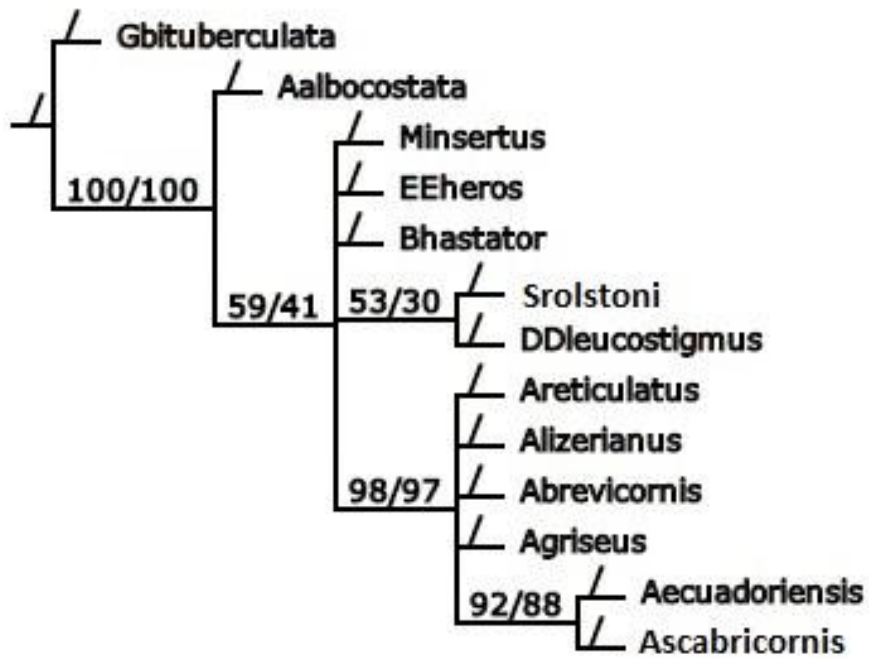 Gbituberculata
Aalbocostata
Minsertus
100/100
EEheros
Bhastator
59/41
53/30
Srolstoni
DDleucostigmus
Areticulatus
Alizerianus
98/97
Abrevicornis
Agriseus
92/88
Aecuadoriensis
Ascabricornis